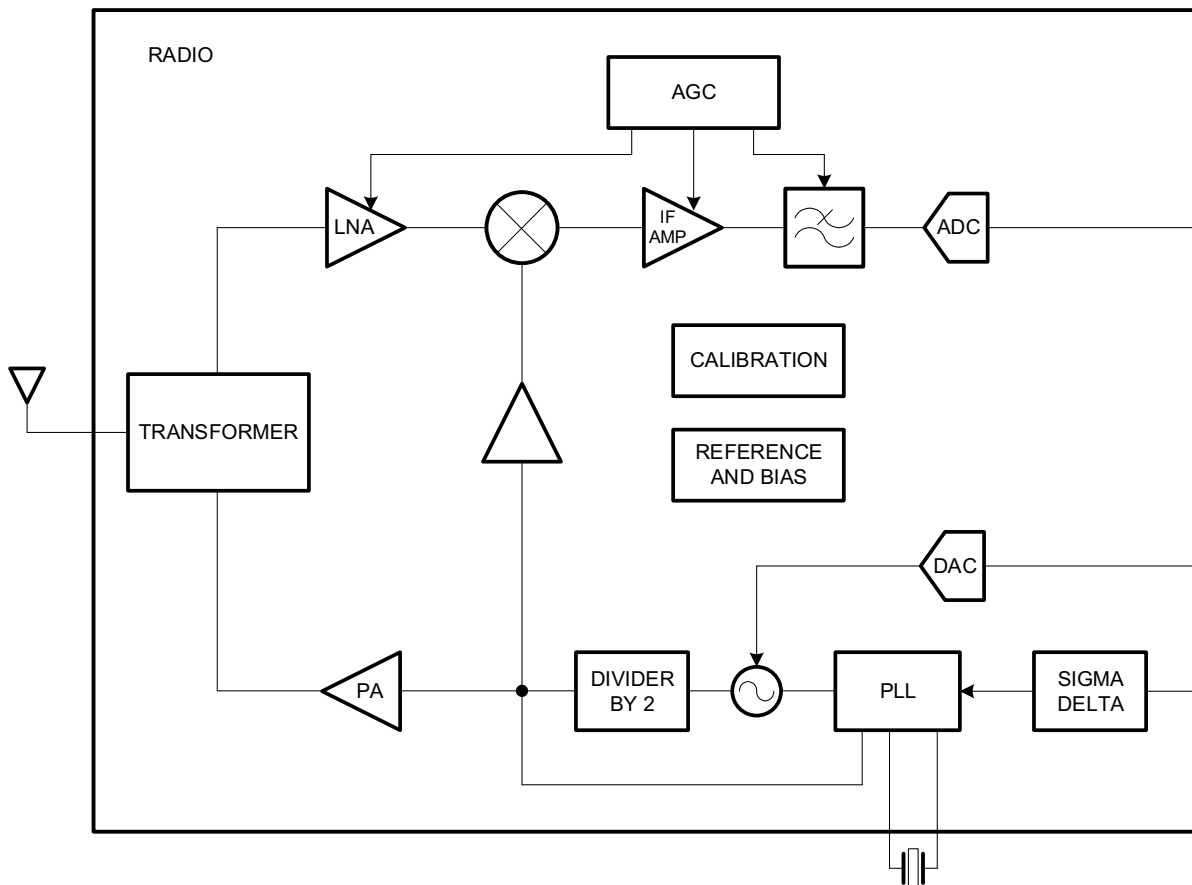 RADIO
AGC
LNA
IF
AMP
ADC
CALIBRATION
TRANSFORMER
REFERENCE
AND BIAS
DAC
PA
DIVIDER
BY 2
PLL
SIGMA
DELTA